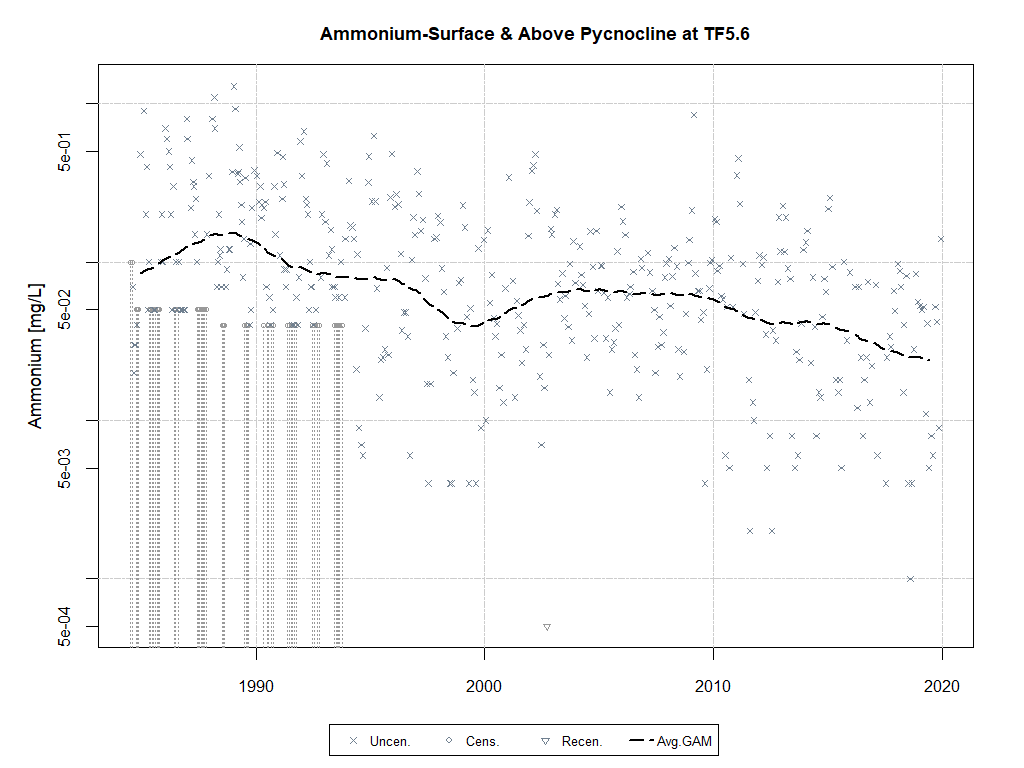 Ammonium-Surface & Above Pycnocline at TF5.6
Ammonium [mg/L]
5e-01
5e-02
5e-03
5e-04
1990 2000 2010 2020
Uncen. Cens. Recen. Avg.GAM